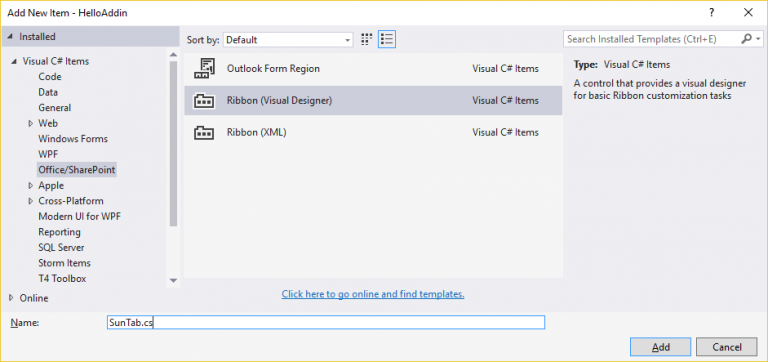 Add New Item - HelloAddin
?
Installed
Sort by: Default
Search Installed Templates (Ctrl+E)
Visual C# Items
Code
Data
General
Web
Windows Forms
WPF
Office/SharePoint
Apple
Cross-Platform
Modern UI for WPF
Reporting
SQL Server
Storm Items
T4 Toolbox
Online
Outlook Form Region Visual C# Items
Ribbon (Visual Designer) Visual C# Items
Ribbon (XML) Visual C# Items
Click here to go online and find templates.
Type: Visual C# Items
A control that provides a visual designer
for basic Ribbon customization tasks
Name: SunTab.cs
Add Cancel